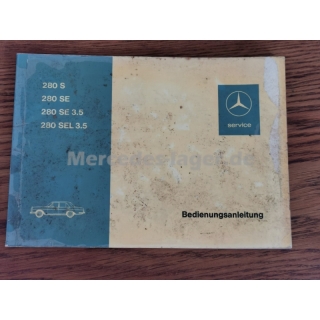 280 S
280 SE
280 SE 3.5
280 SEL 3.5
service
Bedienungsanleitung